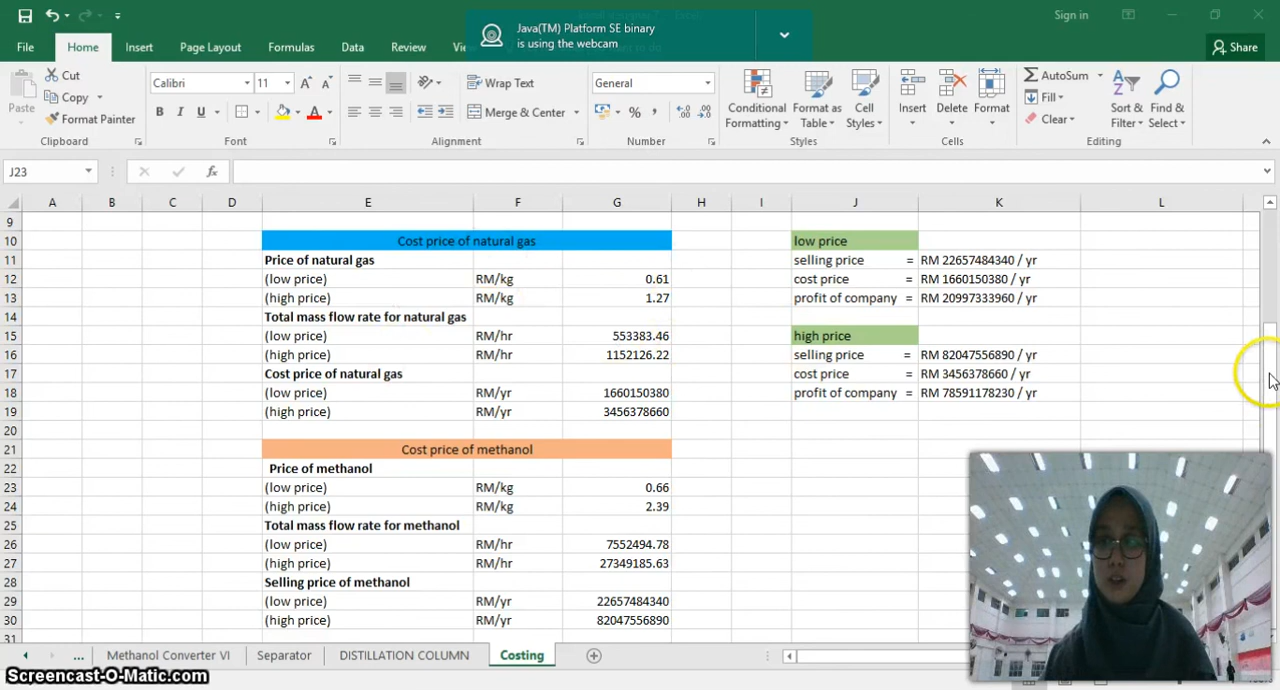 Sign in
Java(TM) Platform SE binary
is using the webcam
File Home Insert Page Layout Formulas Data Review Share
Paste Cut Copy Format Painter Clipboard
Calibri 11 Font
Wrap Text Merge & Center Alignment
General Number
Conditional Formatting Format as Table Cell Styles Styles
Insert Delete Format Cells
AutoSum Fill Clear Sort & Filter Find & Select Editing
J23 fx
A B C D E F G H I J K L
9
10 Cost price of natural gas low price
11 Price of natural gas selling price = RM 22657484340 / yr
12 (low price) RM/kg 0.61 cost price = RM 1660150380 / yr
13 (high price) RM/kg 1.27 profit of company = RM 20997333960 / yr
14 Total mass flow rate for natural gas
15 (low price) RM/hr 553383.46 high price
16 (high price) RM/hr 1152126.22 selling price = RM 82047556890 / yr
17 Cost price of natural gas cost price = RM 3456378660 / yr
18 (low price) RM/yr 1660150380 profit of company = RM 78591178230 / yr
19 (high price) RM/yr 3456378660
20
21 Cost price of methanol
22 Price of methanol
23 (low price) RM/kg 0.66
24 (high price) RM/kg 2.39
25 Total mass flow rate for methanol
26 (low price) RM/hr 7552494.78
27 (high price) RM/hr 27349185.63
28 Selling price of methanol
29 (low price) RM/yr 22657484340
30 (high price) RM/yr 82047556890
31
... Methanol Converter VI Separator DISTILLATION COLUMN Costing
Screencast-O-Matic.com